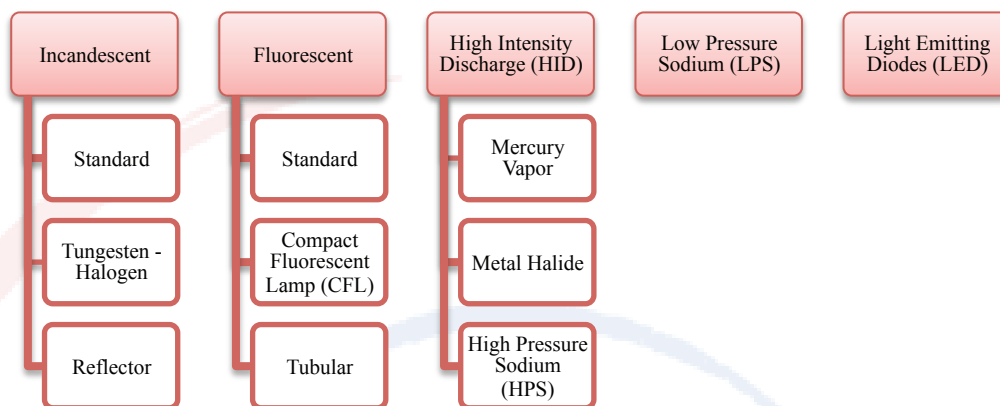 Incandescent
Standard
Tungesten -
Halogen
Reflector
Fluorescent
Standard
Compact
Fluorescent
Lamp (CFL)
Tubular
High Intensity
Discharge (HID)
Mercury
Vapor
Metal Halide
High Pressure
Sodium
(HPS)
Low Pressure
Sodium (LPS)
Light Emitting
Diodes (LED)